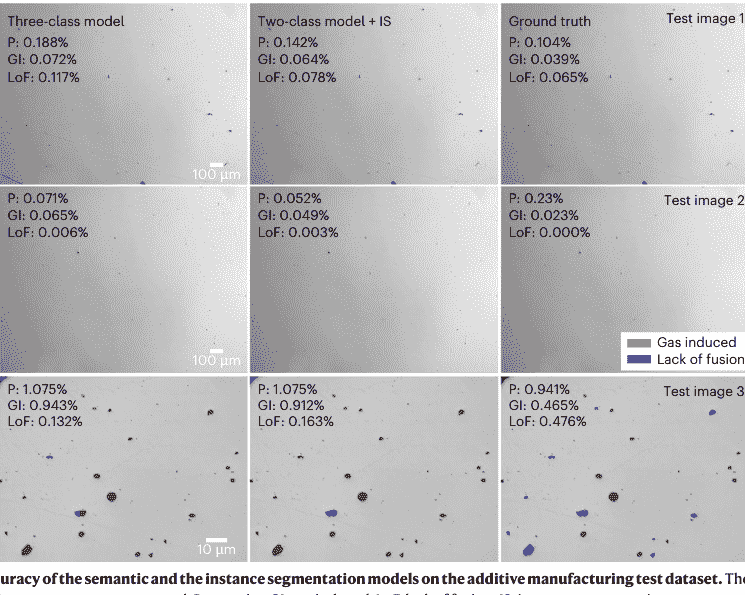 Three-class model
P: 0.188%
GI: 0.072%
LoF: 0.117%
100 µm
Two-class model + IS
P: 0.142%
GI: 0.064%
LoF: 0.078%
Ground truth
Test image 1
P: 0.104%
GI: 0.039%
LoF: 0.065%
P: 0.071%
GI: 0.065%
LoF: 0.006%
100 µm
P: 0.052%
GI: 0.049%
LoF: 0.003%
P: 0.23%
Test image 2
GI: 0.023%
LoF: 0.000%
Gas induced
Lack of fusion
P: 1.075%
GI: 0.943%
LoF: 0.132%
10 µm
P: 1.075%
GI: 0.912%
LoF: 0.163%
P: 0.941%
Test image 3
GI: 0.465%
LoF: 0.476%
uracy of the semantic and the instance segmentation models on the additive manufacturing test dataset. The